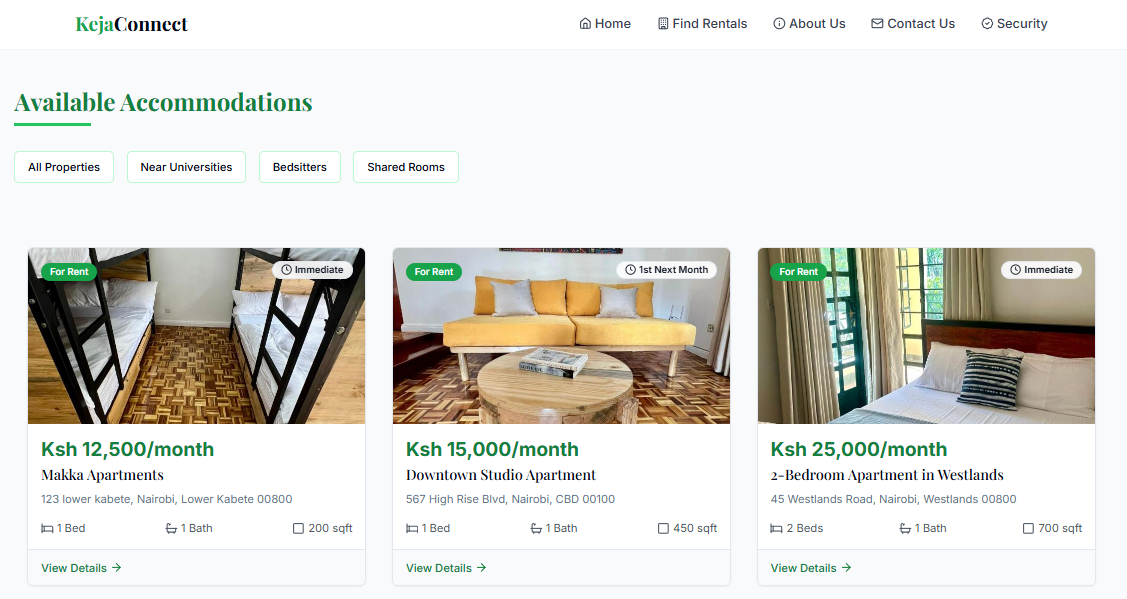 KejaConnect
Home
Find Rentals
About Us
Contact Us
Security
Available Accommodations
All Properties
Near Universities
Bedsitters
Shared Rooms
For Rent
Immediate
Ksh 12,500/month
Makka Apartments
123 lower kabete, Nairobi, Lower Kabete 00800
1 Bed
1 Bath
200 sqft
View Details →
For Rent
1st Next Month
Ksh 15,000/month
Downtown Studio Apartment
567 High Rise Blvd, Nairobi, CBD 00100
1 Bed
1 Bath
450 sqft
View Details →
For Rent
Immediate
Ksh 25,000/month
2-Bedroom Apartment in Westlands
45 Westlands Road, Nairobi, Westlands 00800
2 Beds
1 Bath
700 sqft
View Details →